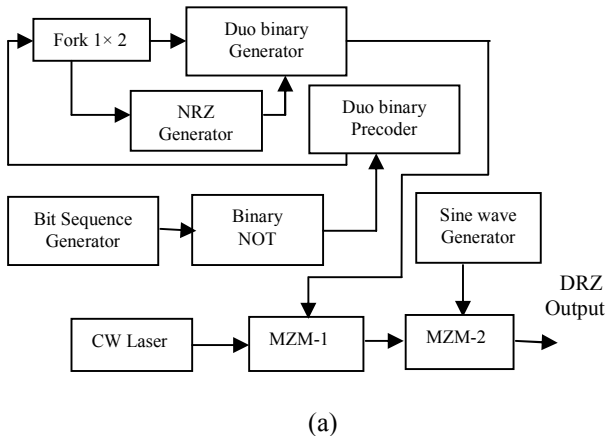 Fork 1× 2
Duo binary
Generator
NRZ
Generator
Duo binary
Precoder
Bit Sequence
Generator
Binary
NOT
Sine wave
Generator
DRZ
Output
CW Laser
MZM-1
MZM-2
(a)